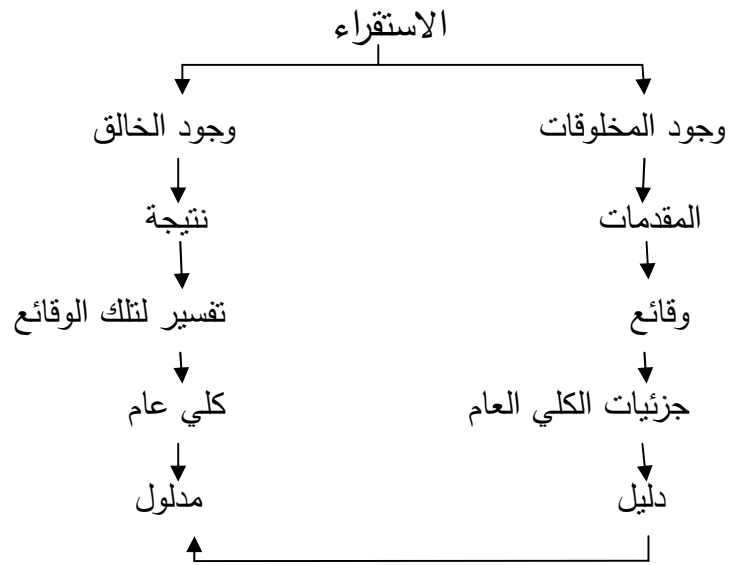 الاستقراء
وجود المخلوقات
وجود الخالق
المقدمات
نتيجة
وقائع
تفسير لتلك الوقائع
جزئيات الكلي العام
كلي عام
دليل
مدلول